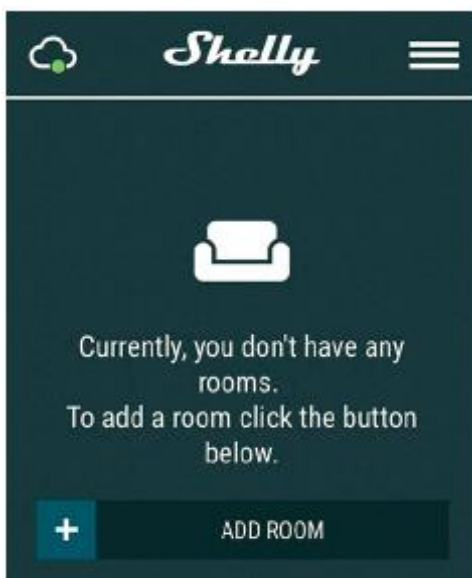 Shelly
Currently, you don't have any
rooms.
To add a room click the button
below.
+ ADD ROOM